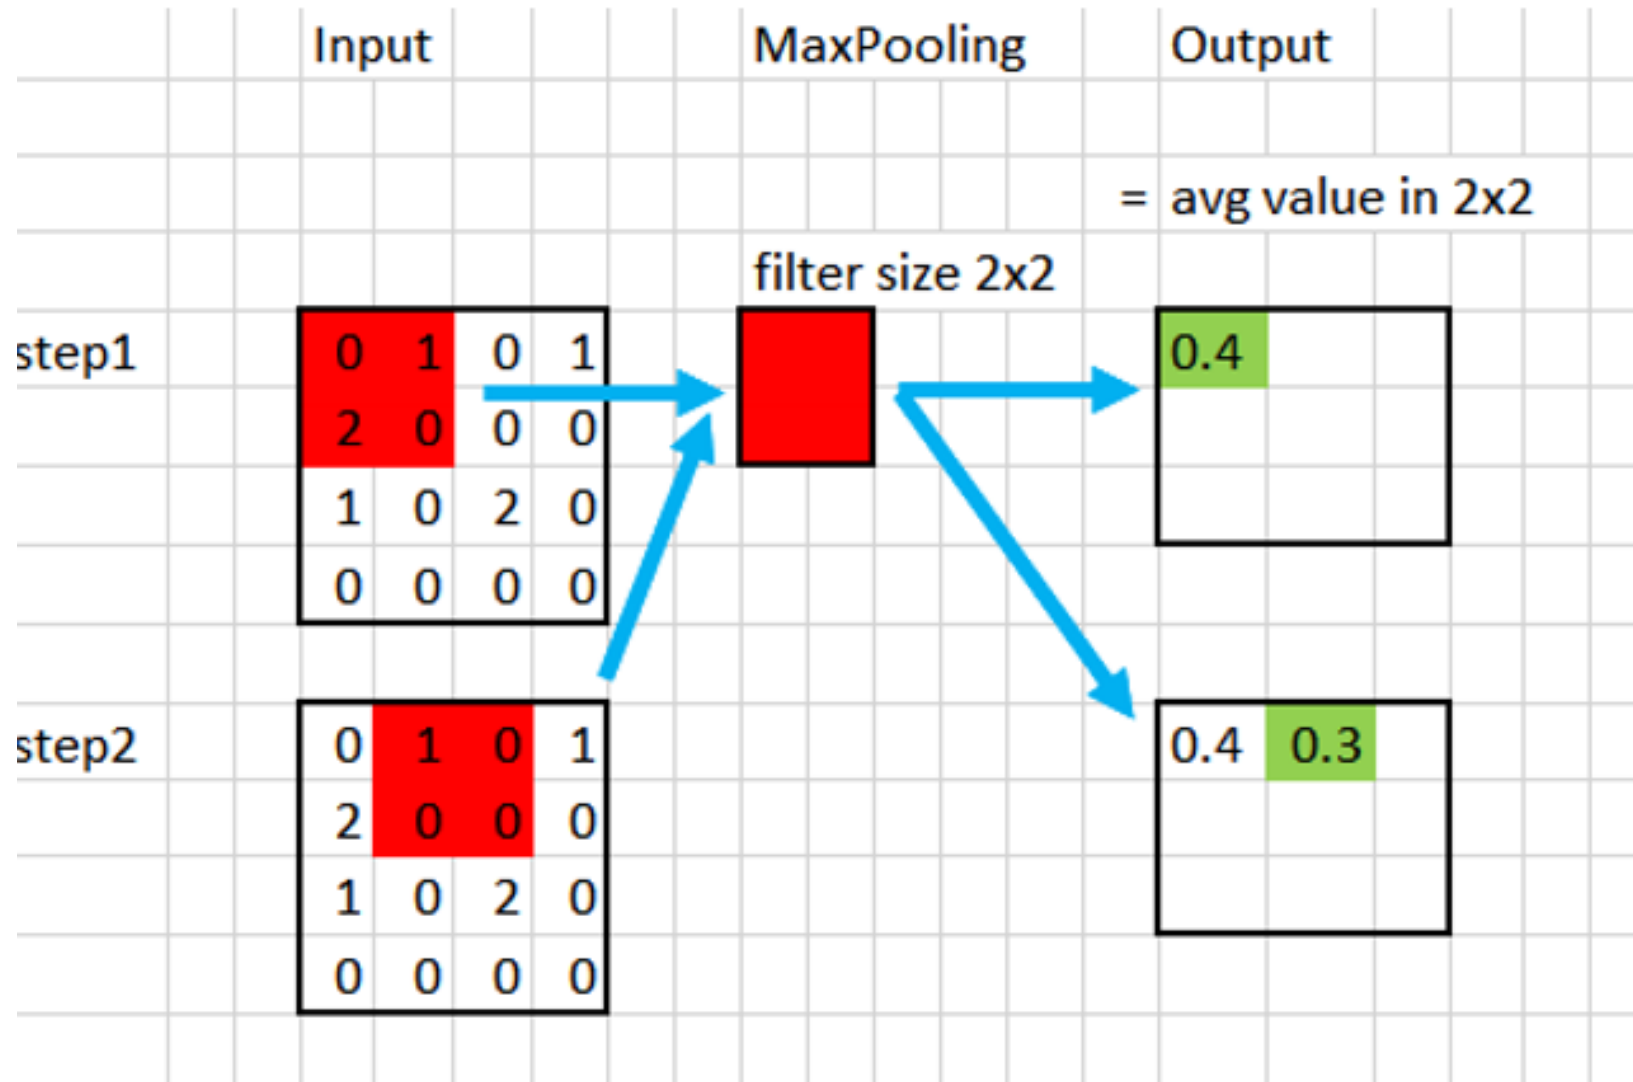 Input MaxPooling Output
= avg value in 2x2
filter size 2x2
step1 0 1 0 1 0.4
2 0 0 0
1 0 2 0
0 0 0 0
step2 0 1 0 1 0.4 0.3
2 0 0 0
1 0 2 0
0 0 0 0